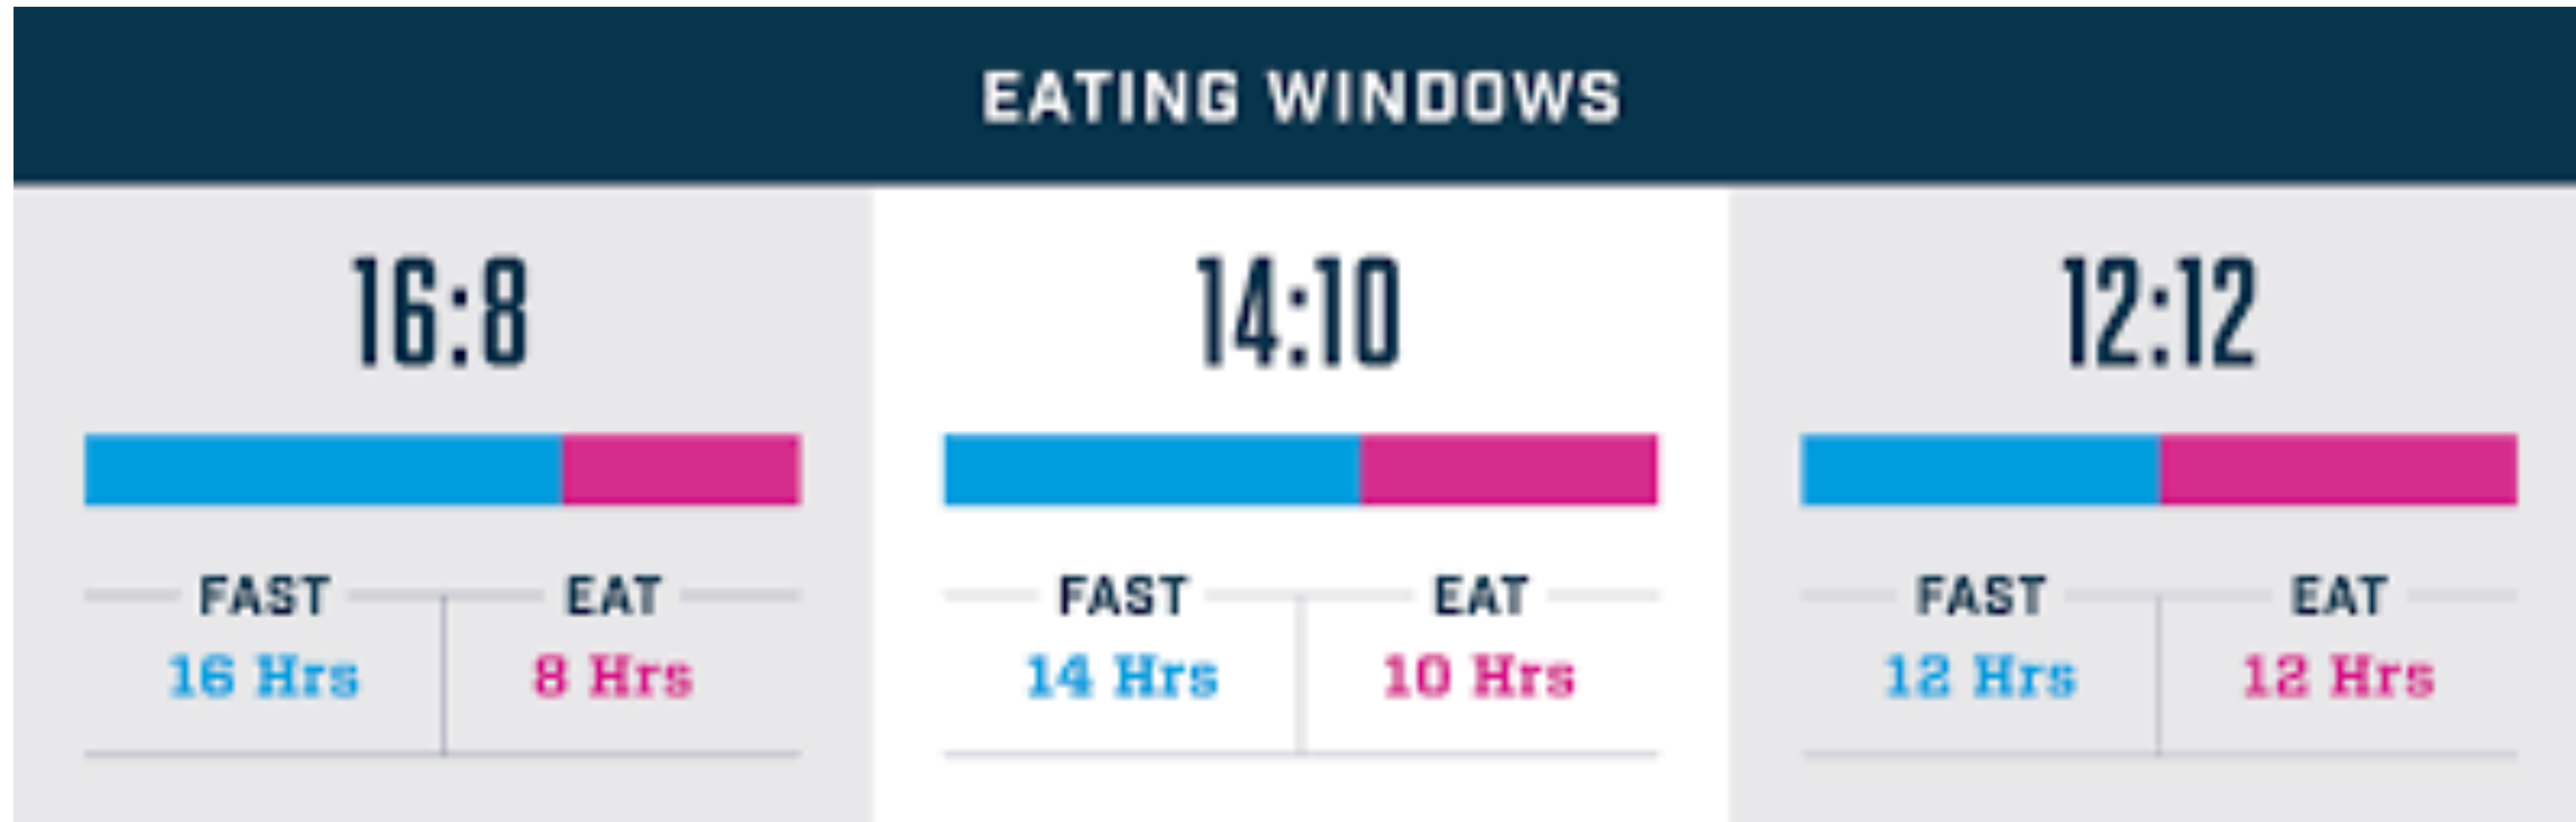 EATING WINDOWS
16:8
FAST EAT
16 Hrs 8 Hrs
14:10
FAST EAT
14 Hrs 10 Hrs
12:12
FAST EAT
12 Hrs 12 Hrs